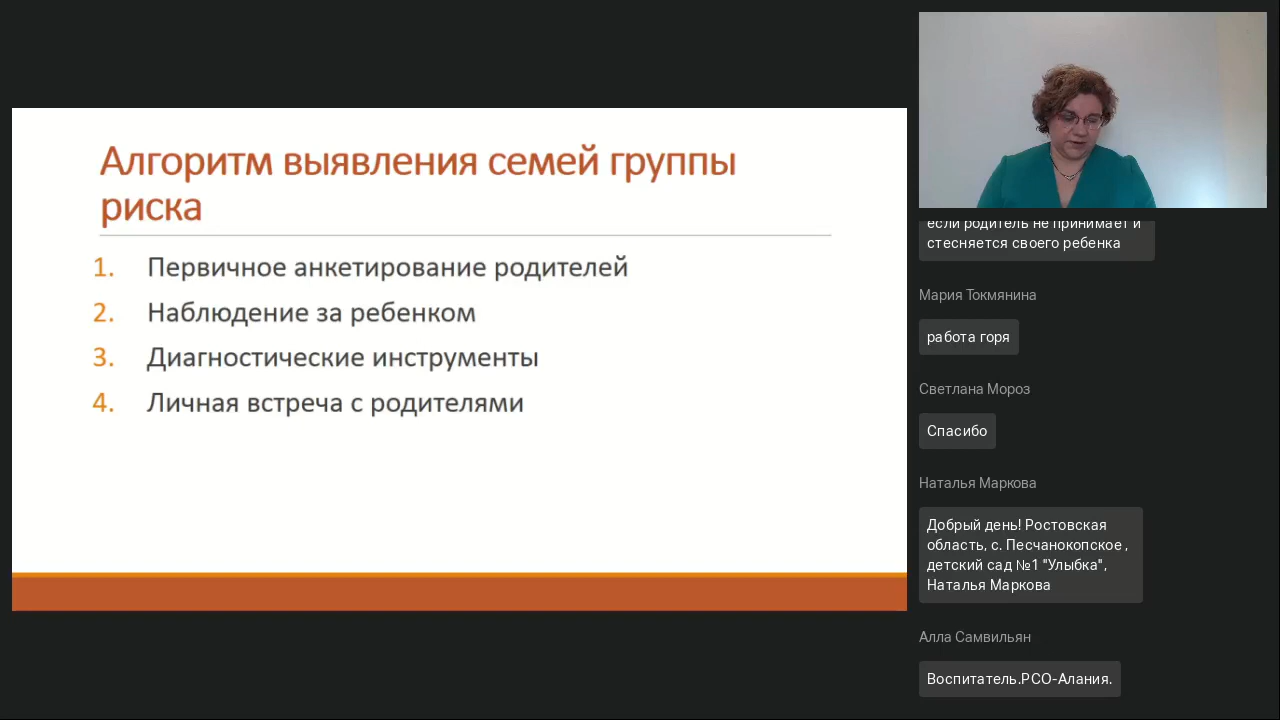 Алгоритм выявления семей группы
риска
1. Первичное анкетирование родителей
2. Наблюдение за ребенком
3. Диагностические инструменты
4. Личная встреча с родителями
если родитель не принимает и
стесняется своего ребенка
Мария Токмянина
работа горя
Светлана Мороз
Спасибо
Наталья Маркова
Добрый день! Ростовская
область, с. Песчанокопское ,
детский сад №1 "Улыбка",
Наталья Маркова
Алла Самвильян
Воспитатель.РСО-Алания.